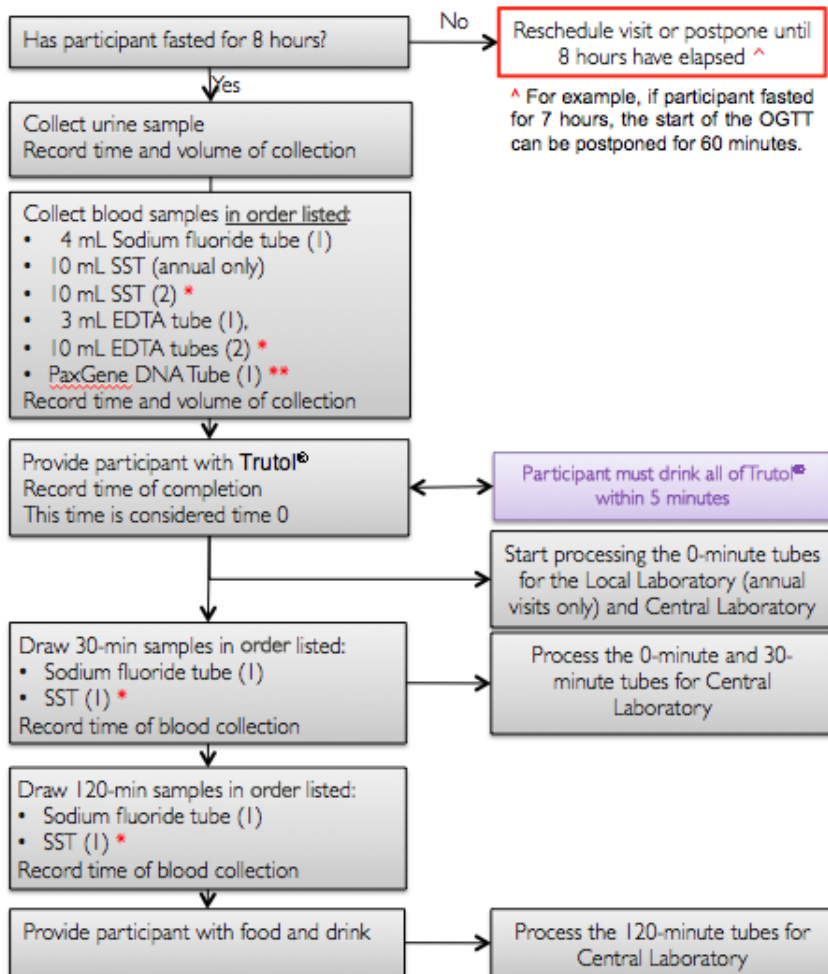 Has participant fasted for 8 hours?
No
Reschedule visit or postpone until
8 hours have elapsed ^
^ For example, if participant fasted
for 7 hours, the start of the OGTT
can be postponed for 60 minutes.
Yes
Collect urine sample
Record time and volume of collection
Collect blood samples in order listed:
• 4 mL Sodium fluoride tube (1)
• 10 mL SST (annual only)
• 10 mL SST (2) *
• 3 mL EDTA tube (1),
• 10 mL EDTA tubes (2) *
• PaxGene DNA Tube (1) **
Record time and volume of collection
Provide participant with Trutol®
Record time of completion
This time is considered time 0
Participant must drink all of Trutol®
within 5 minutes
Start processing the 0-minute tubes
for the Local Laboratory (annual
visits only) and Central Laboratory
Draw 30-min samples in order listed:
• Sodium fluoride tube (1)
• SST (1) *
Record time of blood collection
Process the 0-minute and 30-
minute tubes for Central
Laboratory
Draw 120-min samples in order listed:
• Sodium fluoride tube (1)
• SST (1) *
Record time of blood collection
Provide participant with food and drink
Process the 120-minute tubes for
Central Laboratory